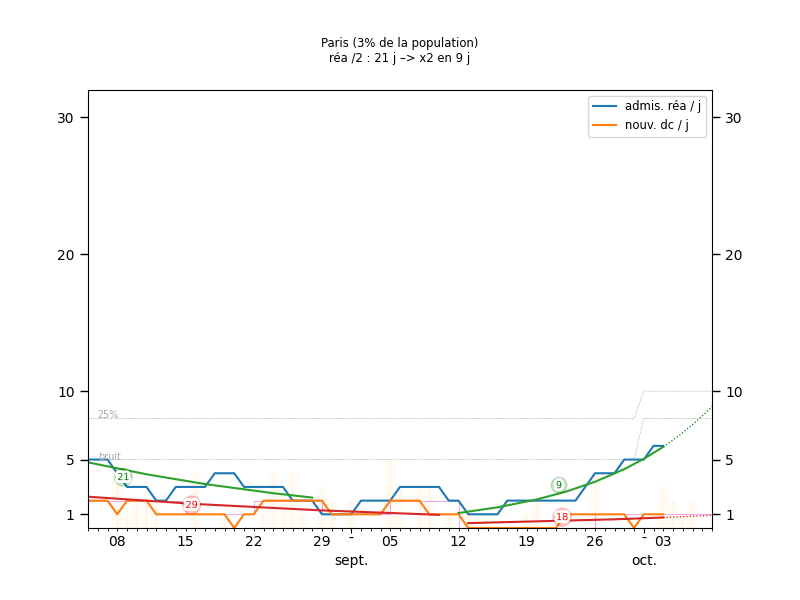 Paris (3% de la population)
réa /2 : 21 j –> x2 en 9 j
admis. réa / j
nouv. dc / j
30
30
20
20
10
10
25%
bruit
5
5
21
9
29
18
1
1
08 15 22 29 - 05 12 19 26 - 03
sept. oct.